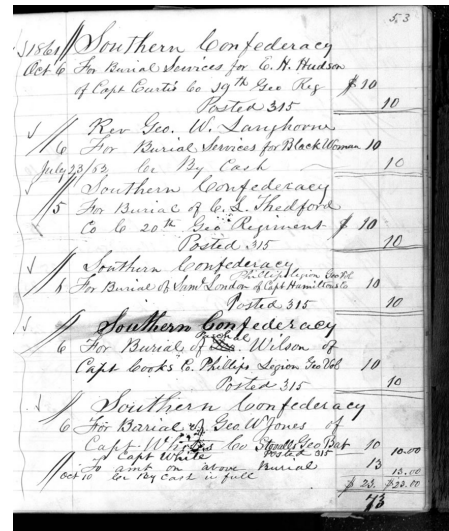 53
1861 Southern Confederacy
Oct 6 For Burial Services for E. H. Hudson
of Capt Curtis Co 19th Geo Reg $10
Posted 315 10
Rev Geo. W. Langhorne
6 For Burial Services for Black Woman 10
July 23/52 Cr By Cash 10
Southern Confederacy
5 For Burial of C. L. Thedford
Co C 20th Geo Regiment $10
Posted 315 10
Southern Confederacy
Phillips Legion Geo Vol
6 For Burial of Saml London of Capt Hamiltons Co 10
Posted 315 10
Southern Confederacy
6 For Burial of Wilson of
Capt Cooks C. Phillips Legion Geo Vol 10
Posted 315 10
Southern Confederacy
6 For Burial of Geo W Jones of
Capt Co Stovalls Geo Bat 10
Capt White Posted 315 10.00
To amt on above Burial 13
13.00
Oct 10 Cr By Cash in full $23. $23.00
73